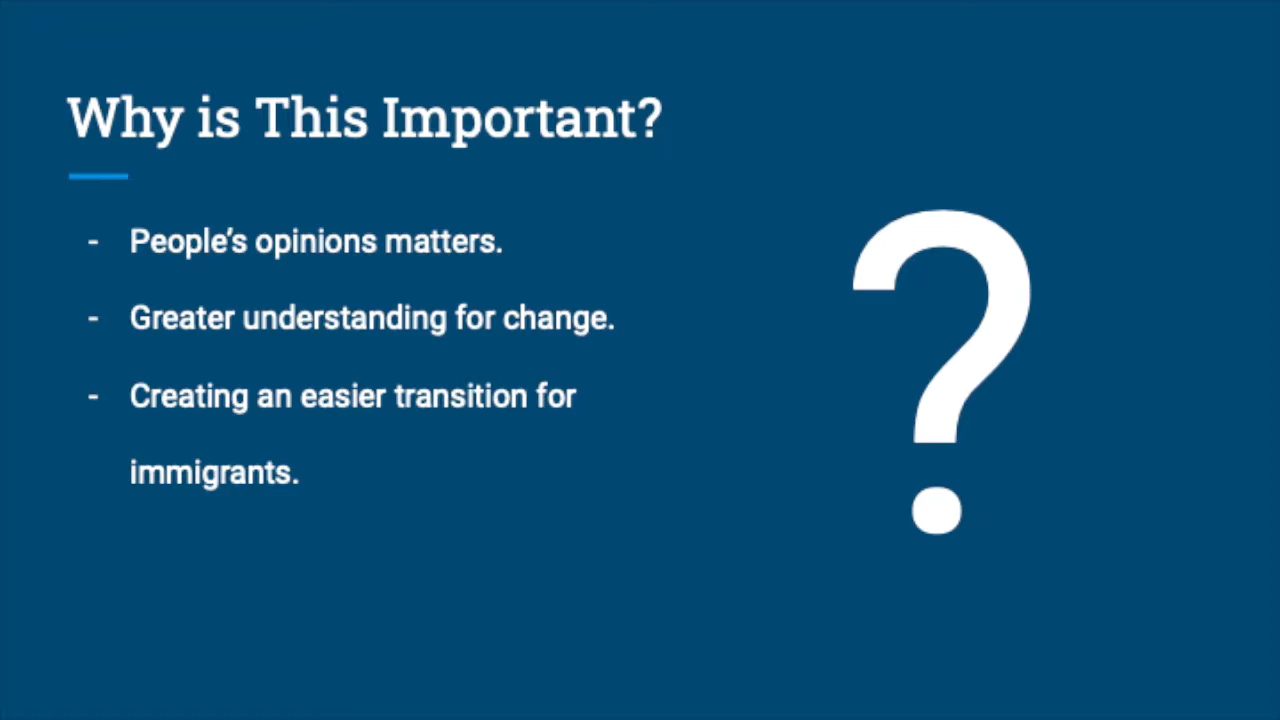 Why is This Important?
- People's opinions matters.
- Greater understanding for change.
- Creating an easier transition for
immigrants.
?